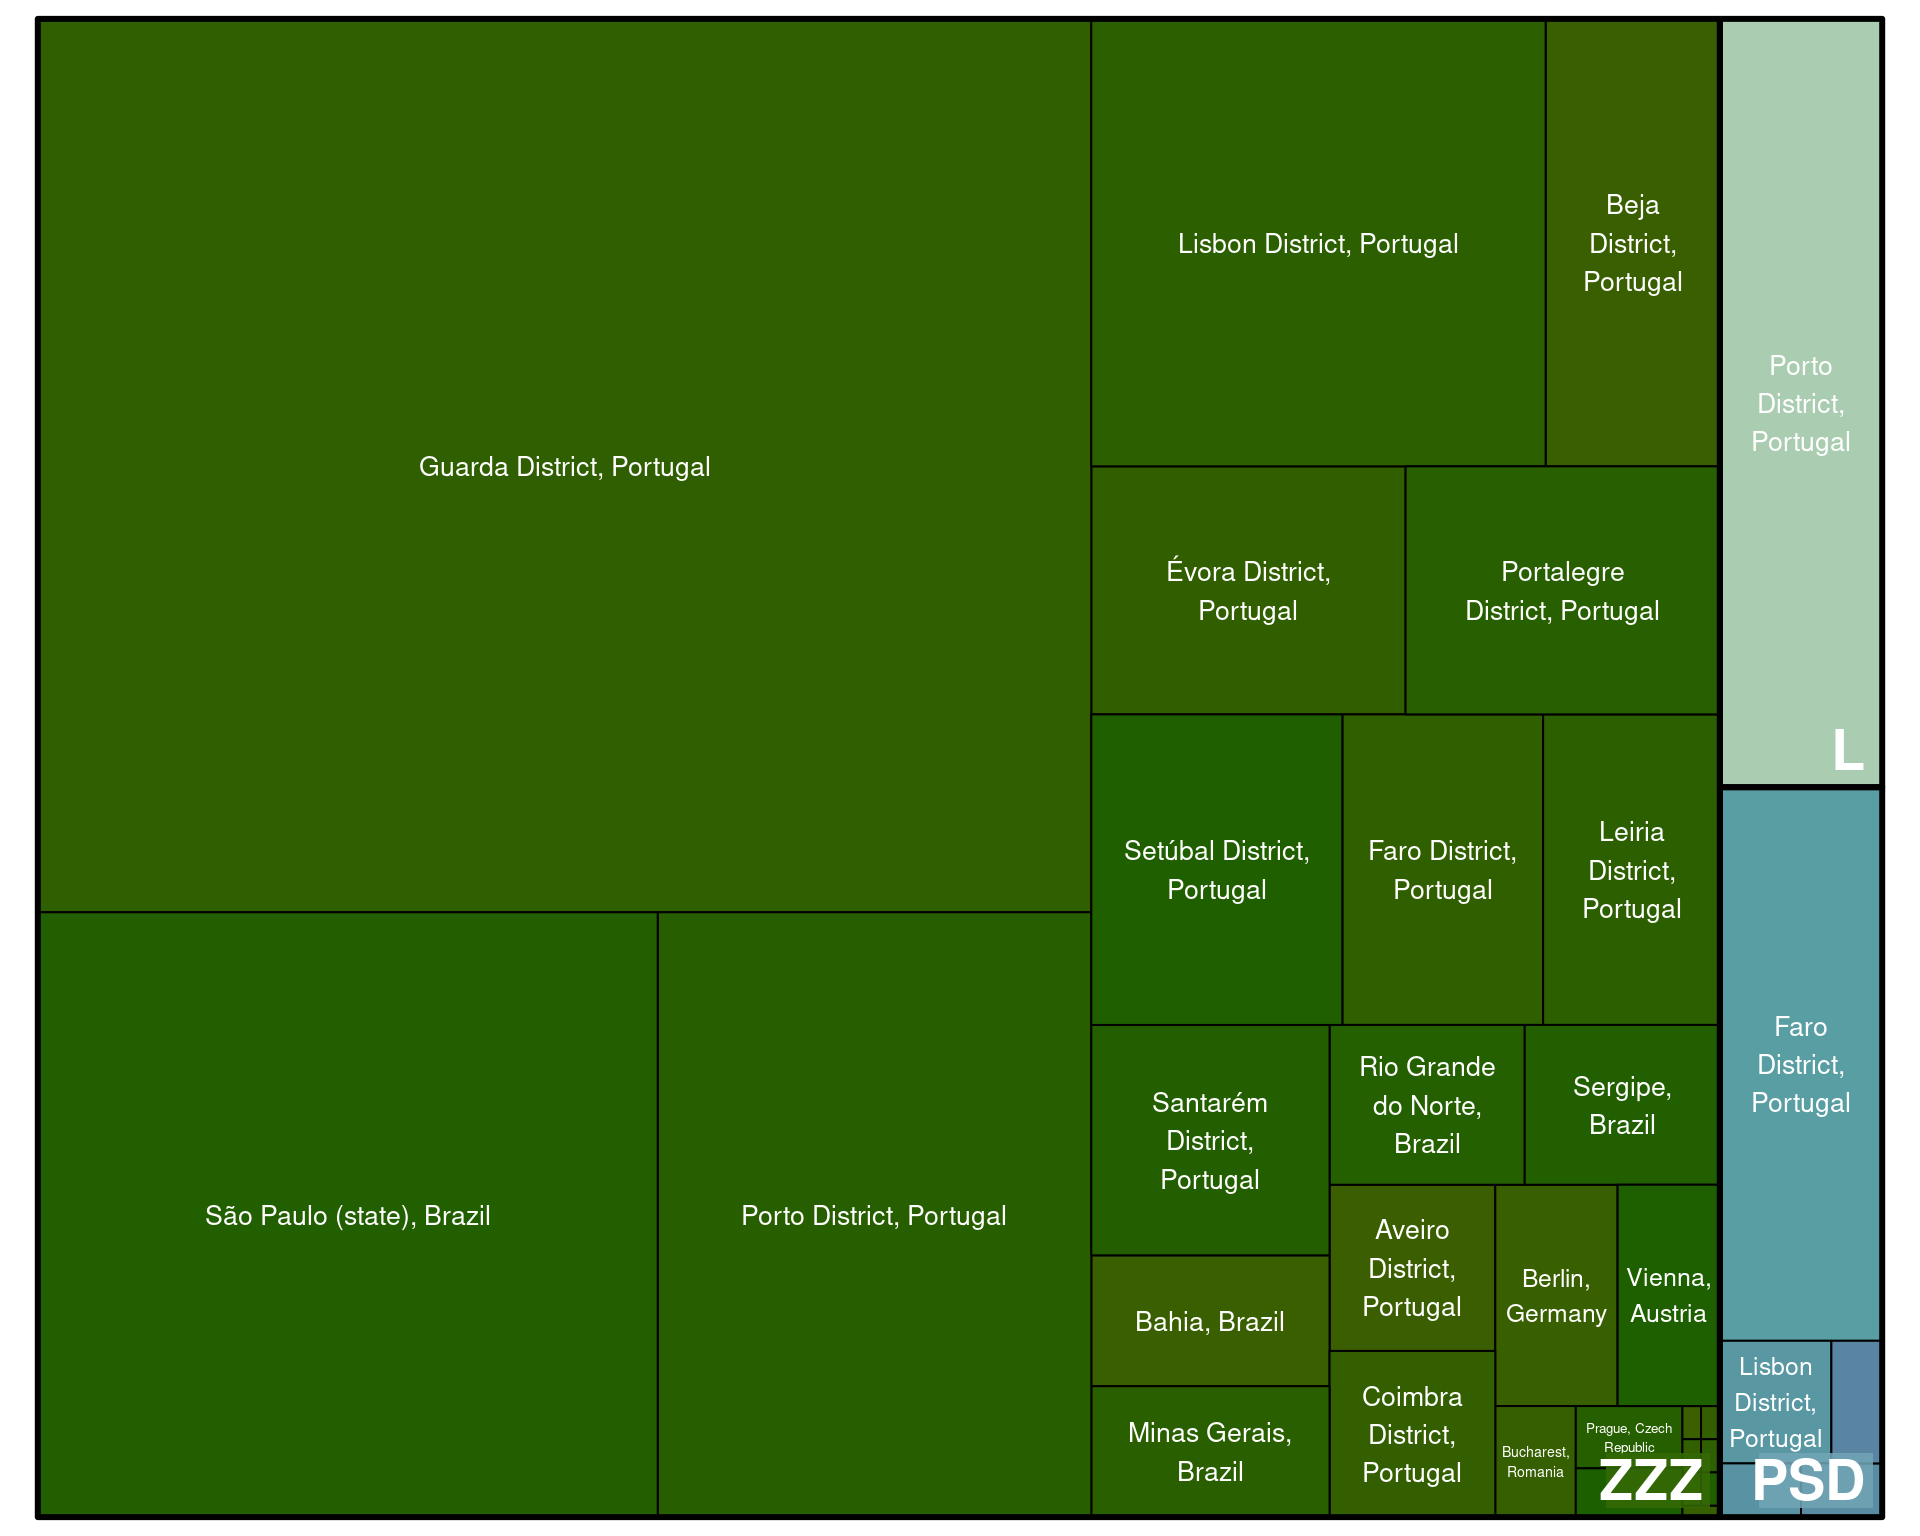 Guarda District, Portugal
Lisbon District, Portugal
Beja
District,
Portugal
Évora District,
Portugal
Portalegre
District, Portugal
Setúbal District,
Portugal
Faro District,
Portugal
Leiria
District,
Portugal
São Paulo (state), Brazil
Porto District, Portugal
Santarém
District,
Portugal
Rio Grande
do Norte,
Brazil
Sergipe,
Brazil
Bahia, Brazil
Minas Gerais,
Brazil
Aveiro
District,
Portugal
Berlin,
Germany
Vienna,
Austria
Coimbra
District,
Portugal
Bucharest,
Romania
Prague, Czech
Republic
ZZZ
Porto
District,
Portugal
L
Faro
District,
Portugal
Lisbon
District,
Portugal
PSD